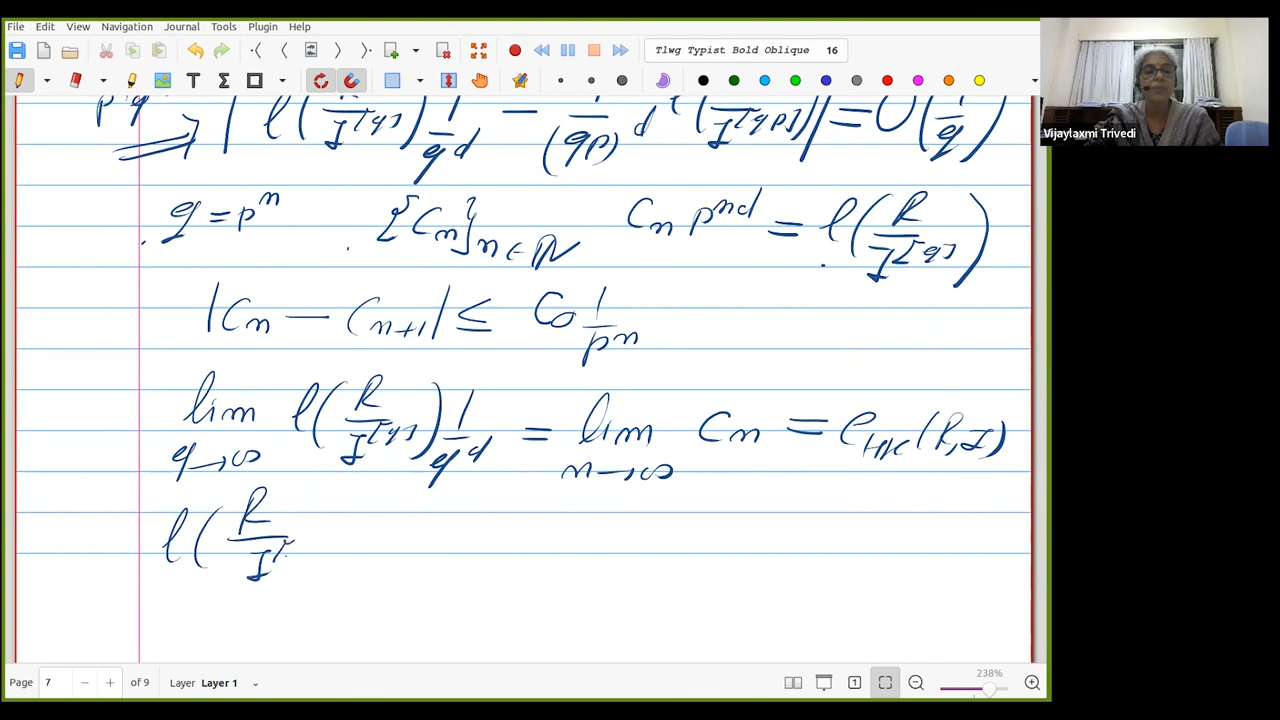 File Edit View Navigation Journal Tools Plugin Help
Tlwg Typist Bold Oblique 16
Vijaylaxmi Trivedi
⇒ | l(R/I^[q]) 1/q^d − 1/(qp)^d l(R/I^[qp]) | = O(1/q)
q = p^n {C_n}_{n∈ℕ} C_n p^{nd} = l(R/I^[q])
|C_n − C_{n+1}| ≤ C_0 1/p^n
lim_{q→∞} l(R/I^[q]) 1/q^d = lim_{n→∞} C_n = e_HK(R, I)
l(R/I^[
Page 7 of 9 Layer Layer 1 238%